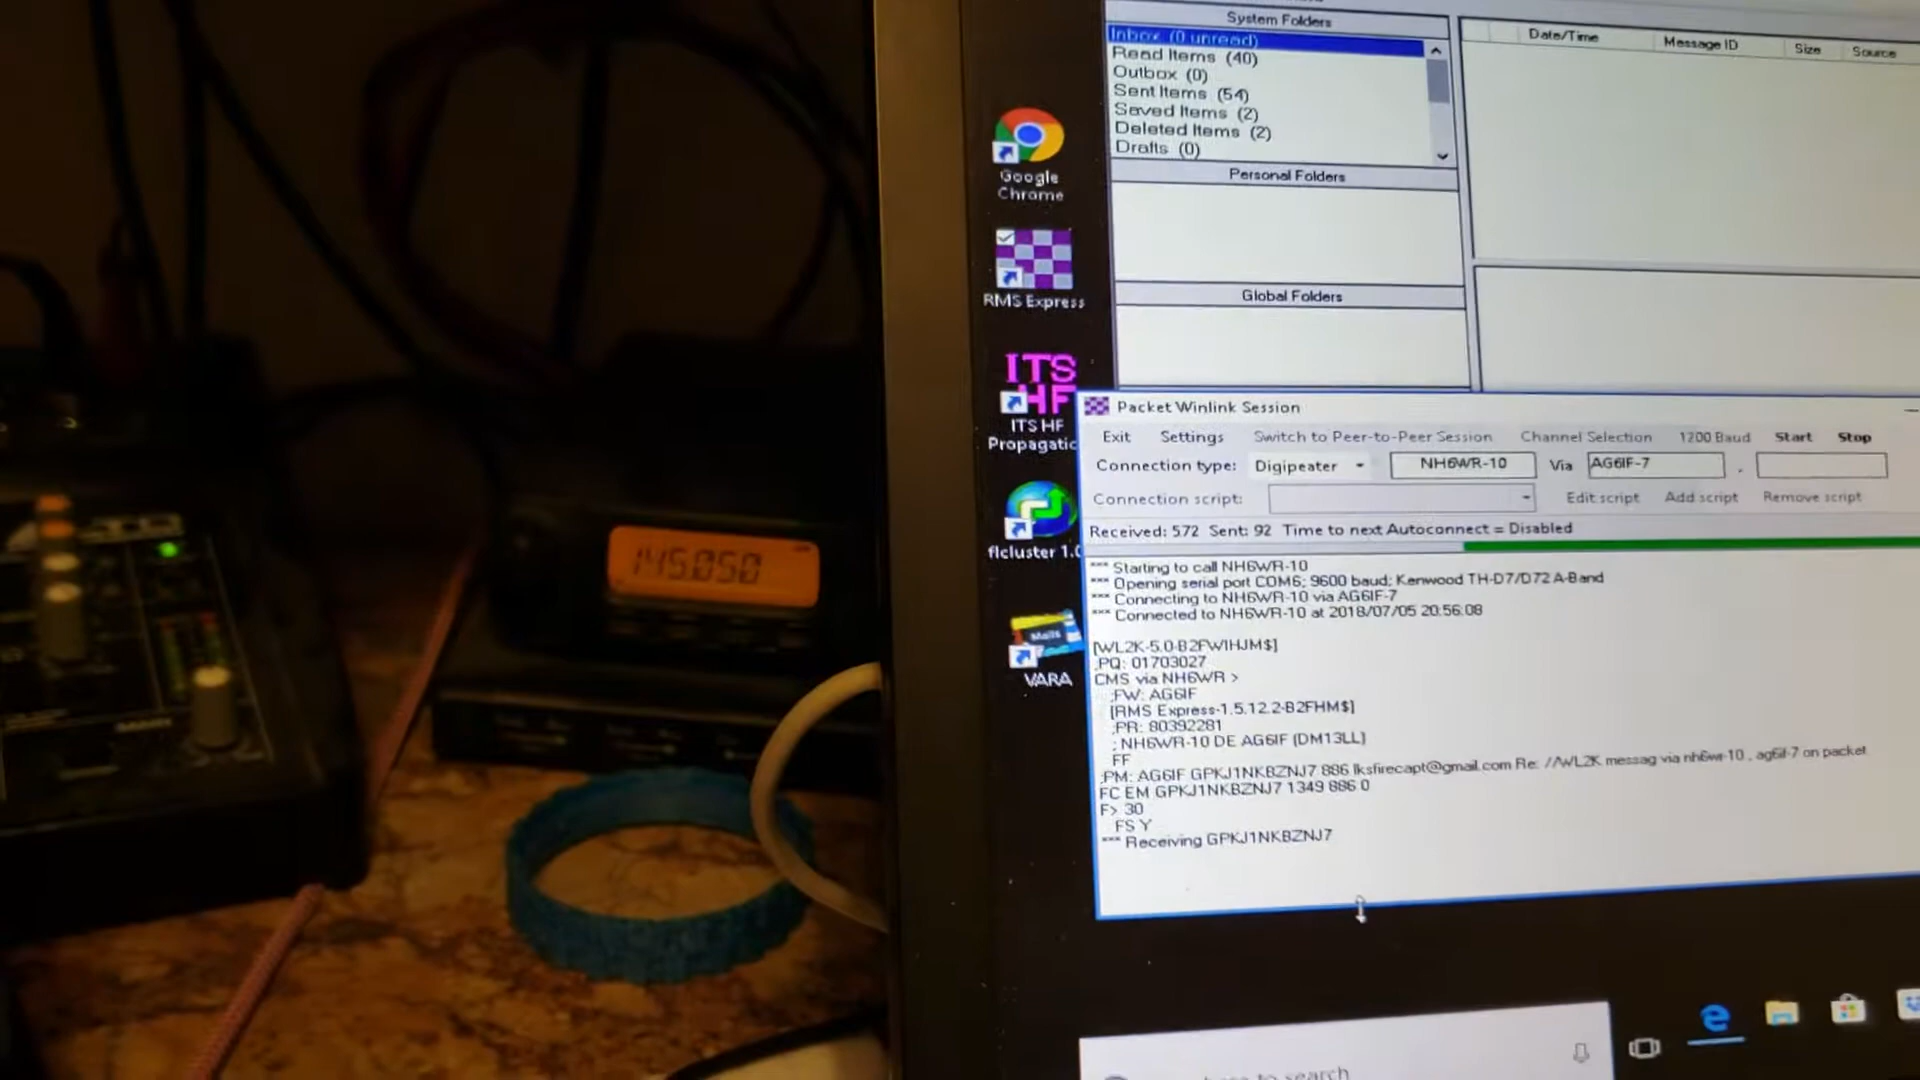 System Folders
Inbox (0 unread)
Read Items (40)
Outbox (0)
Sent Items (54)
Saved Items (2)
Deleted Items (2)
Drafts (0)
Personal Folders
Global Folders
Date/Time Message ID Size Source
Google
Chrome
RMS Express
ITS
HF
ITS HF
Propagatic
flcluster 1.0
VARA
145.050
MAIN
Packet Winlink Session
Exit Settings Switch to Peer-to-Peer Session Channel Selection 1200 Baud Start Stop
Connection type: Digipeater NH6WR-10 Via AG6IF-7 ,
Connection script: Edit script Add script Remove script
Received: 572 Sent: 92 Time to next Autoconnect = Disabled
*** Starting to call NH6WR-10
*** Opening serial port COM6; 9600 baud; Kenwood TH-D7/D72 A-Band
*** Connecting to NH6WR-10 via AG6IF-7
*** Connected to NH6WR-10 at 2018/07/05 20:56:08
[WL2K-5.0-B2FWIHJM$]
;PQ: 01703027
CMS via NH6WR >
;FW: AG6IF
[RMS Express-1.5.12.2-B2FHM$]
;PR: 80392281
; NH6WR-10 DE AG6IF (DM13LL)
FF
;PM: AG6IF GPKJ1NKBZNJ7 886 lksfirecapt@gmail.com Re: //WL2K messag via nh6wr-10 , ag6if-7 on packet
FC EM GPKJ1NKBZNJ7 1349 886 0
F> 30
FS Y
*** Receiving GPKJ1NKBZNJ7
to search